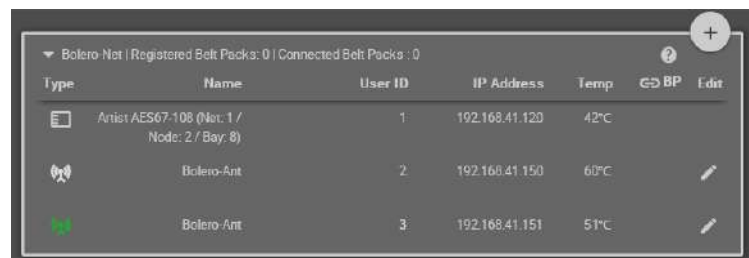 Bolero-Net | Registered Belt Packs: 0 | Connected Belt Packs : 0
+
?
Type Name User ID IP Address Temp BP Edit
Artist AES67-108 (Net: 1 / Node: 2 / Bay: 8) 1 192.168.41.120 42°C
Bolero-Ant 2 192.168.41.150 60°C
Bolero-Ant 3 192.168.41.151 51°C